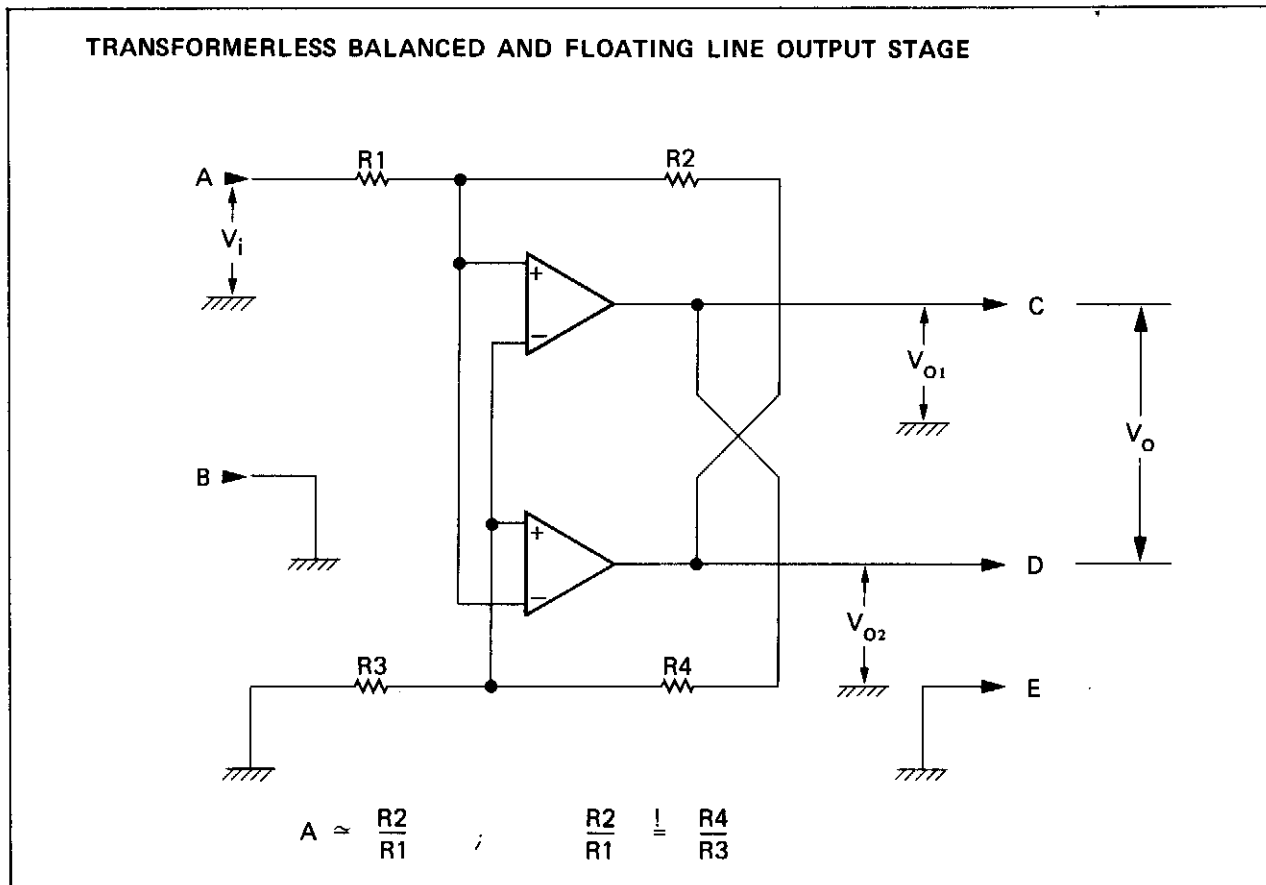 TRANSFORMERLESS BALANCED AND FLOATING LINE OUTPUT STAGE
R1
R2
A
Vi
+
−
C
VO1
VO
B
+
−
D
VO2
R3
R4
E
A ≃ R2/R1 ; R2/R1 != R4/R3